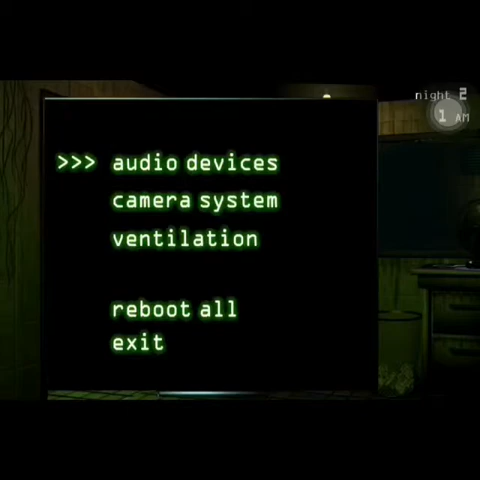 night 2
1 AM
>>> audio devices
camera system
ventilation
reboot all
exit